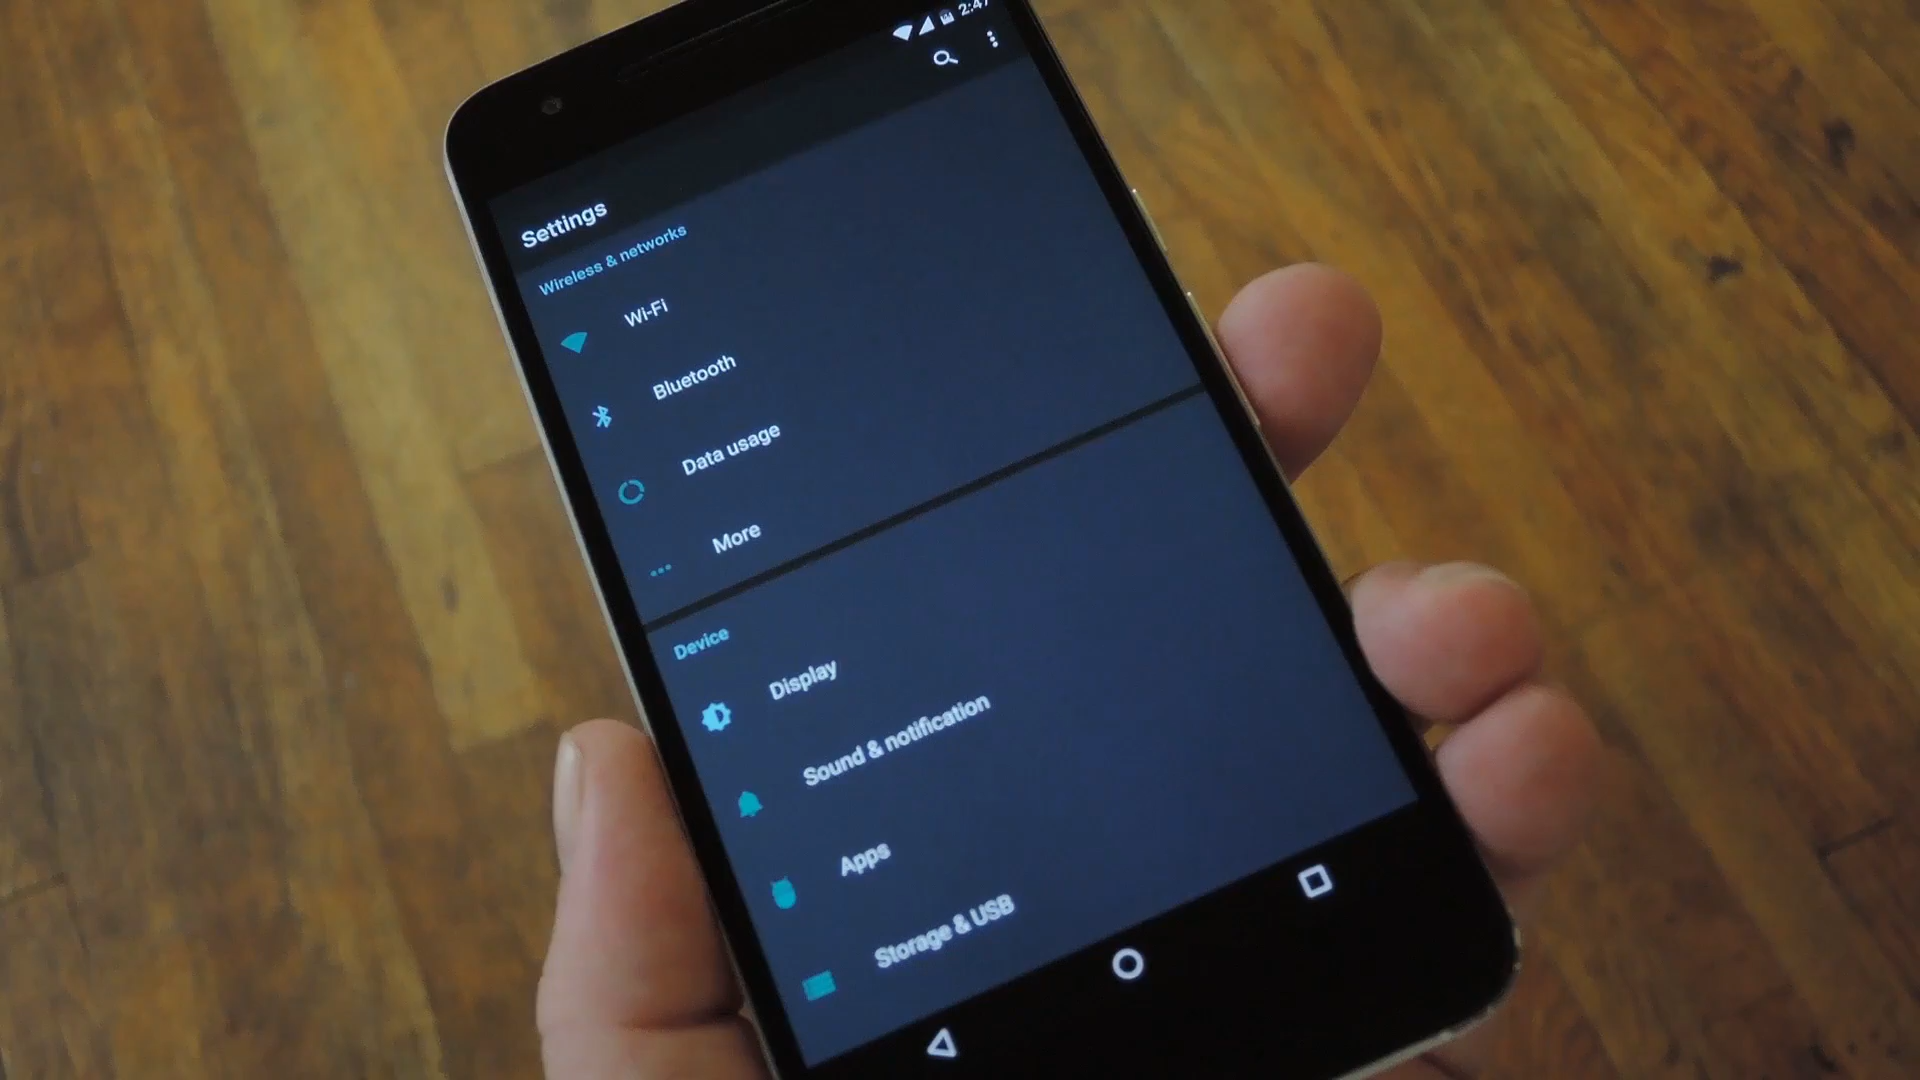 2:47
Settings
Wireless & networks
Wi-Fi
Bluetooth
Data usage
More
Device
Display
Sound & notification
Apps
Storage & USB